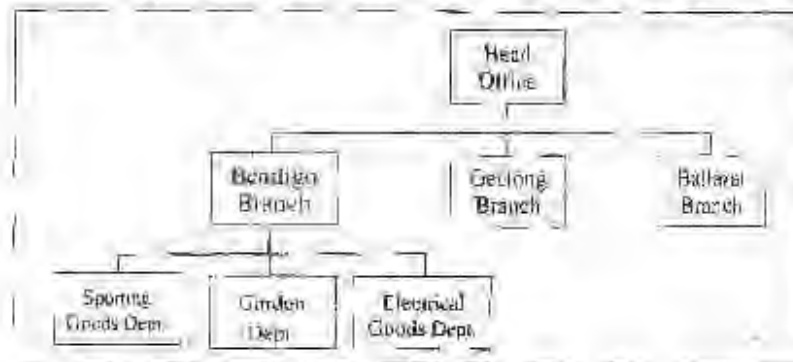 Head
Office
Bendigo
Branch
Geelong
Branch
Ballarat
Branch
Sporting
Goods Dept.
Garden
Dept.
Electrical
Goods Dept.